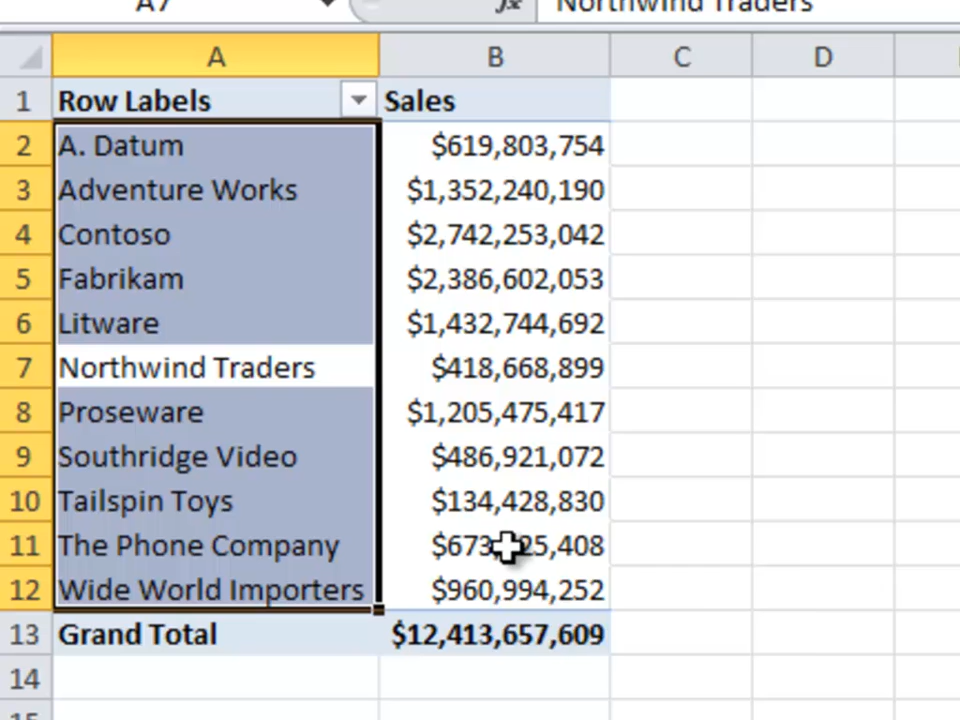 A7 fx Northwind Traders
A B C D
1 Row Labels Sales
2 A. Datum $619,803,754
3 Adventure Works $1,352,240,190
4 Contoso $2,742,253,042
5 Fabrikam $2,386,602,053
6 Litware $1,432,744,692
7 Northwind Traders $418,668,899
8 Proseware $1,205,475,417
9 Southridge Video $486,921,072
10 Tailspin Toys $134,428,830
11 The Phone Company
12 Wide World Importers $960,994,252
13 Grand Total $12,413,657,609
14
15